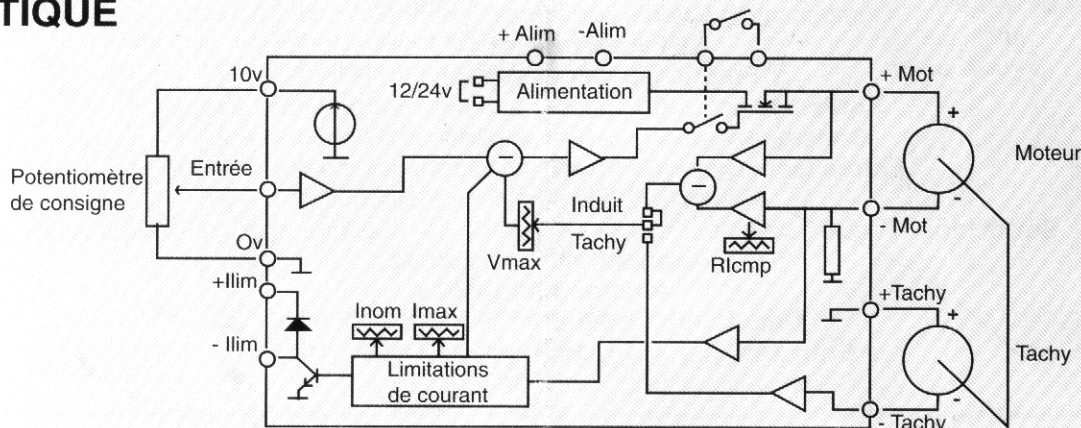 TIQUE
+ Alim -Alim
10v
12/24v
Alimentation
+ Mot
+
Moteur
Potentiomètre
de consigne
Entrée
Induit
Tachy
-
- Mot
Vmax
RIcmp
Ov
+Ilim
- Ilim
Inom Imax
+Tachy
+
Tachy
Limitations
de courant
-
- Tachy